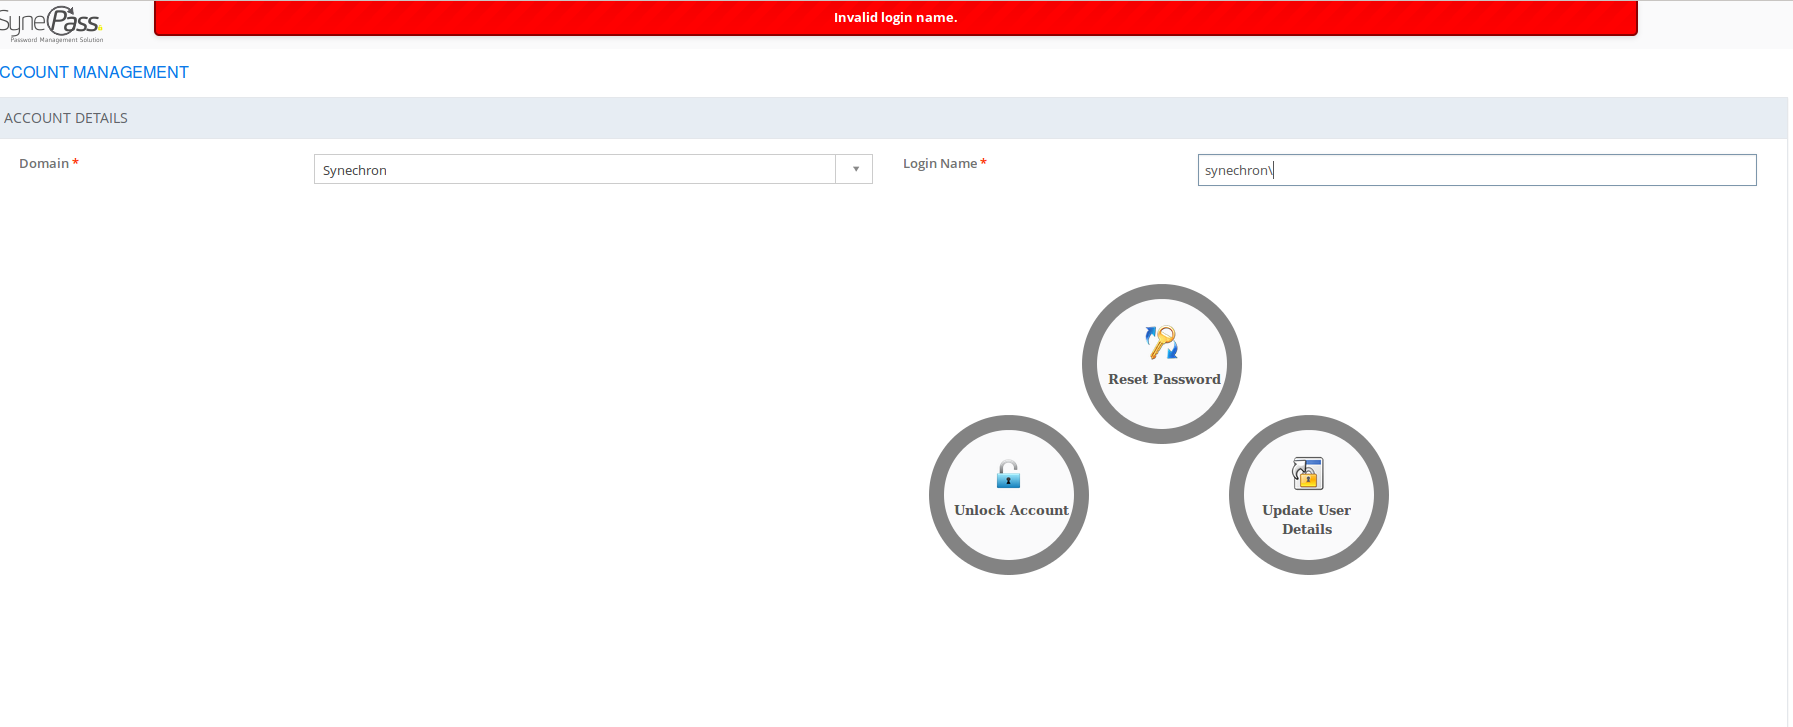 Invalid login name.
SynePass
Password Management Solution
CCOUNT MANAGEMENT
ACCOUNT DETAILS
Domain *
Synechron
Login Name *
synechron\
Reset Password
Unlock Account
Update User
Details